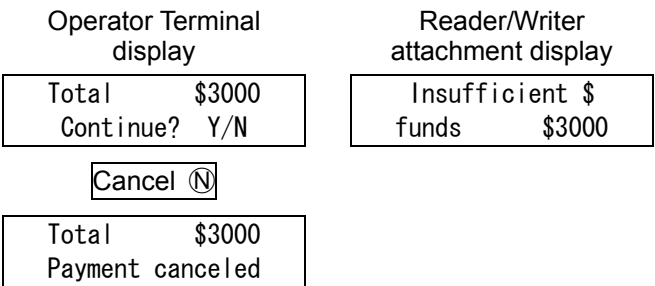 Operator Terminal
display
Reader/Writer
attachment display
Total $3000
Continue? Y/N
Insufficient $
funds $3000
Cancel Ⓝ
Total $3000
Payment canceled